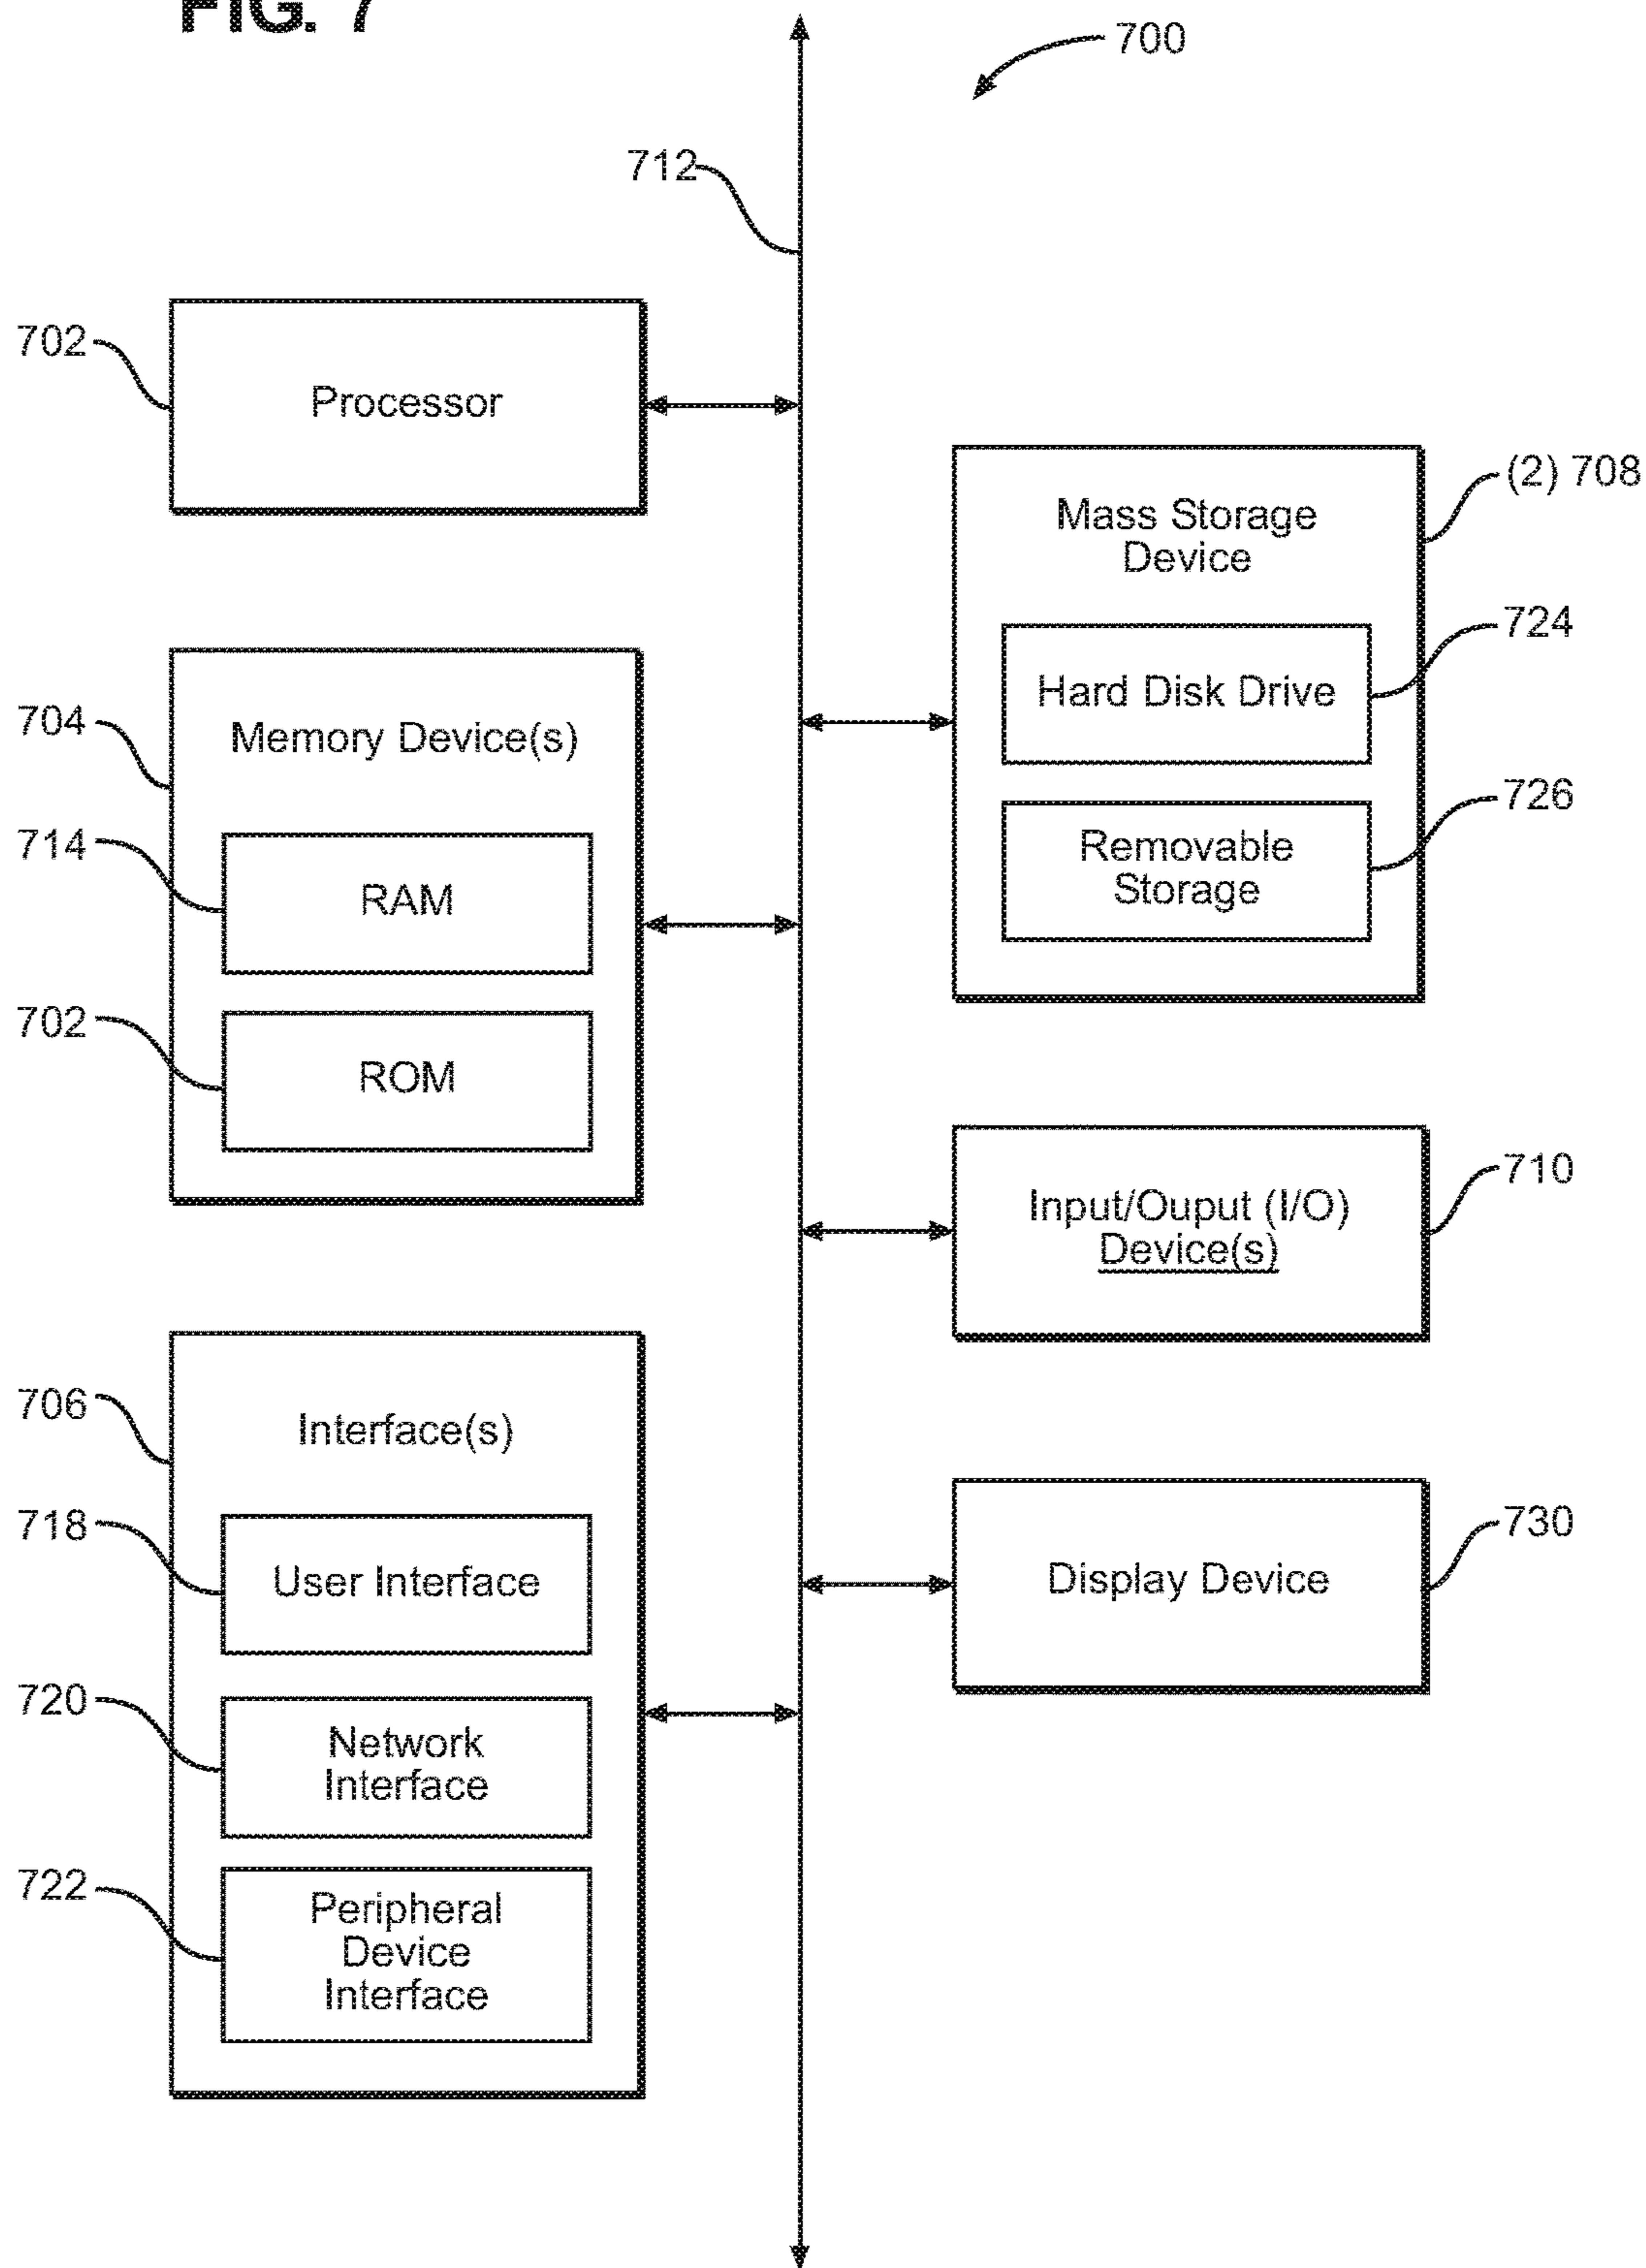 FIG. 7
700
712
702
Processor
(2) 708
Mass Storage
Device
724
Hard Disk Drive
726
Removable
Storage
704
Memory Device(s)
714
RAM
702
ROM
710
Input/Ouput (I/O)
Device(s)
706
Interface(s)
718
User Interface
730
Display Device
720
Network
Interface
722
Peripheral
Device
Interface